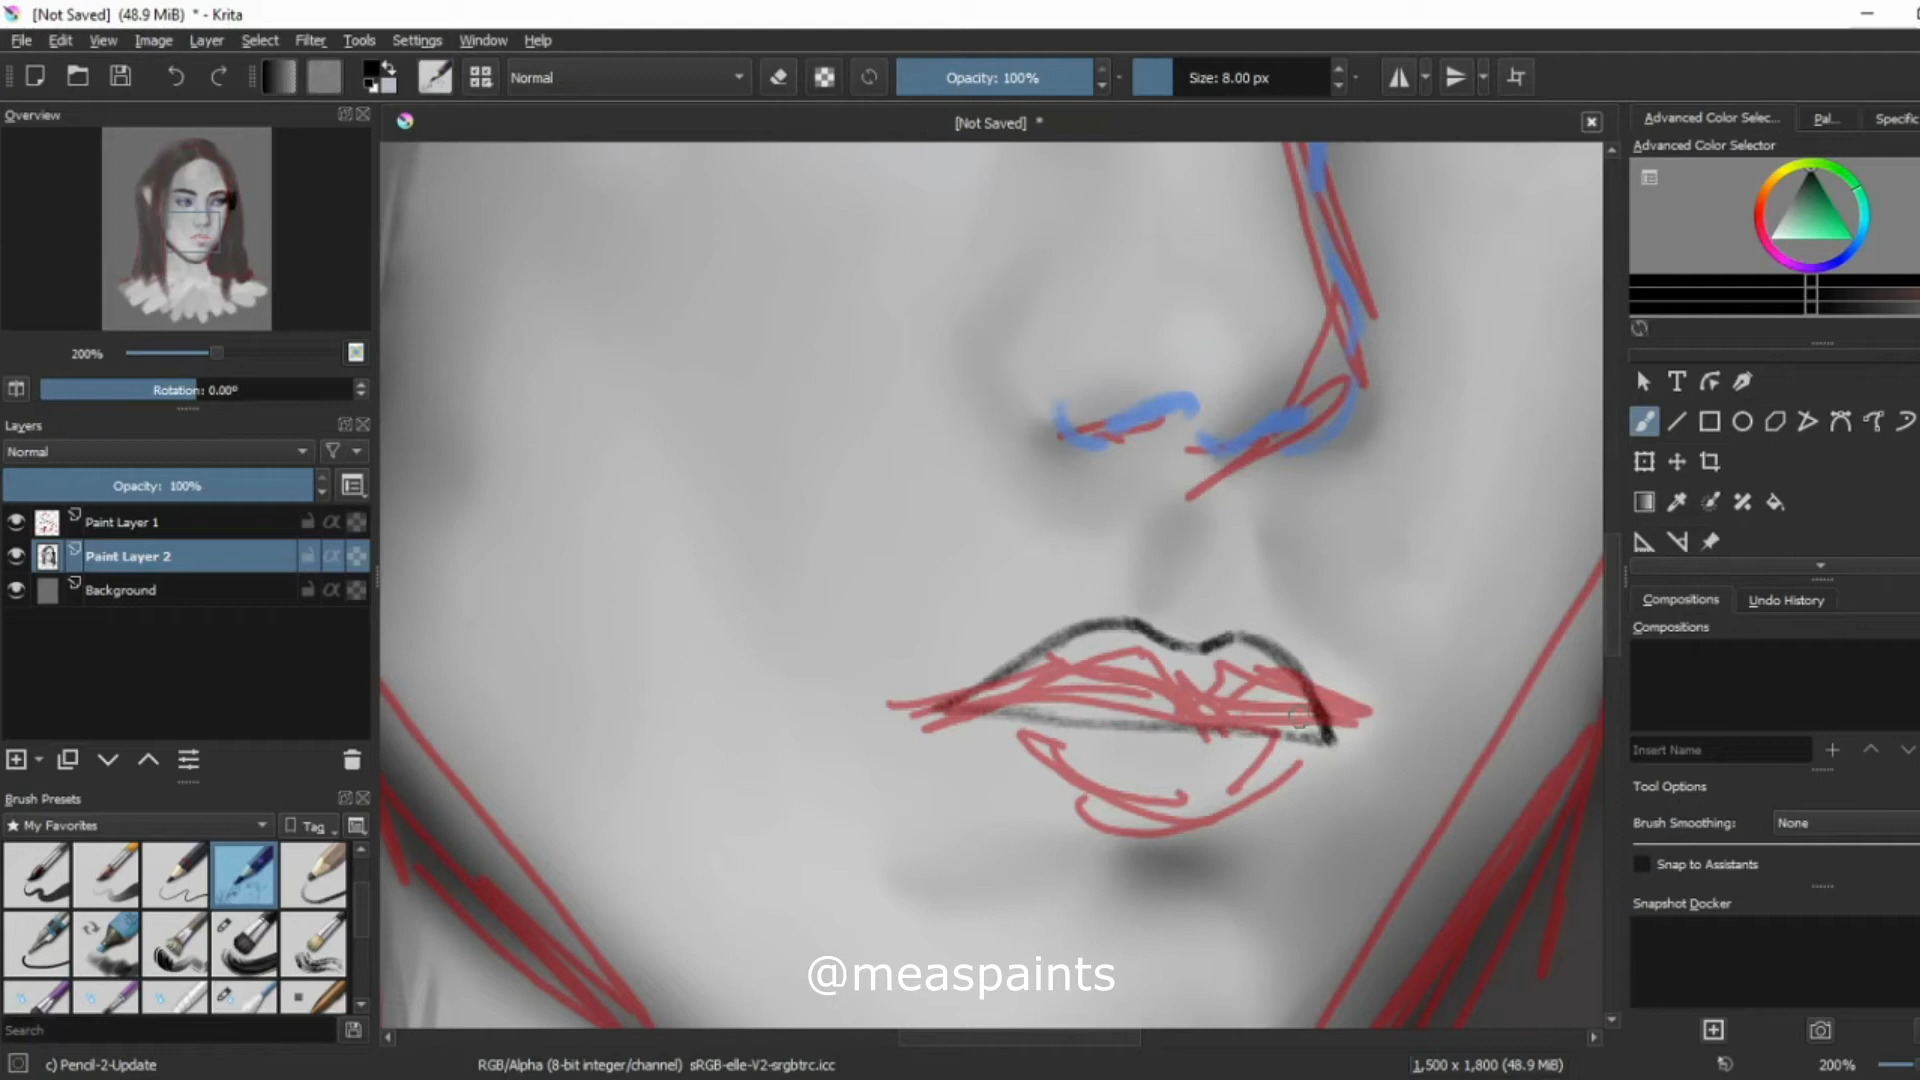 [Not Saved]  (48.9 MiB)  * - Krita
File Edit View Image Layer Select Filter Tools Settings Window Help
Normal
Opacity: 100%
Size: 8.00 px
Overview
[Not Saved]  *
Advanced Color Selec...
Pal...
Specific
Advanced Color Selector
200%
Rotation: 0.00°
Layers
Normal
Opacity:  100%
Paint Layer 1
Paint Layer 2
Background
Compositions
Undo History
Compositions
Insert Name
Tool Options
Brush Smoothing:
None
Snap to Assistants
Snapshot Docker
Brush Presets
★ My Favorites
Tag
Search
@measpaints
c) Pencil-2-Update
RGB/Alpha (8-bit integer/channel)  sRGB-elle-V2-srgbtrc.icc
1,500 x 1,800 (48.9 MiB)
200%